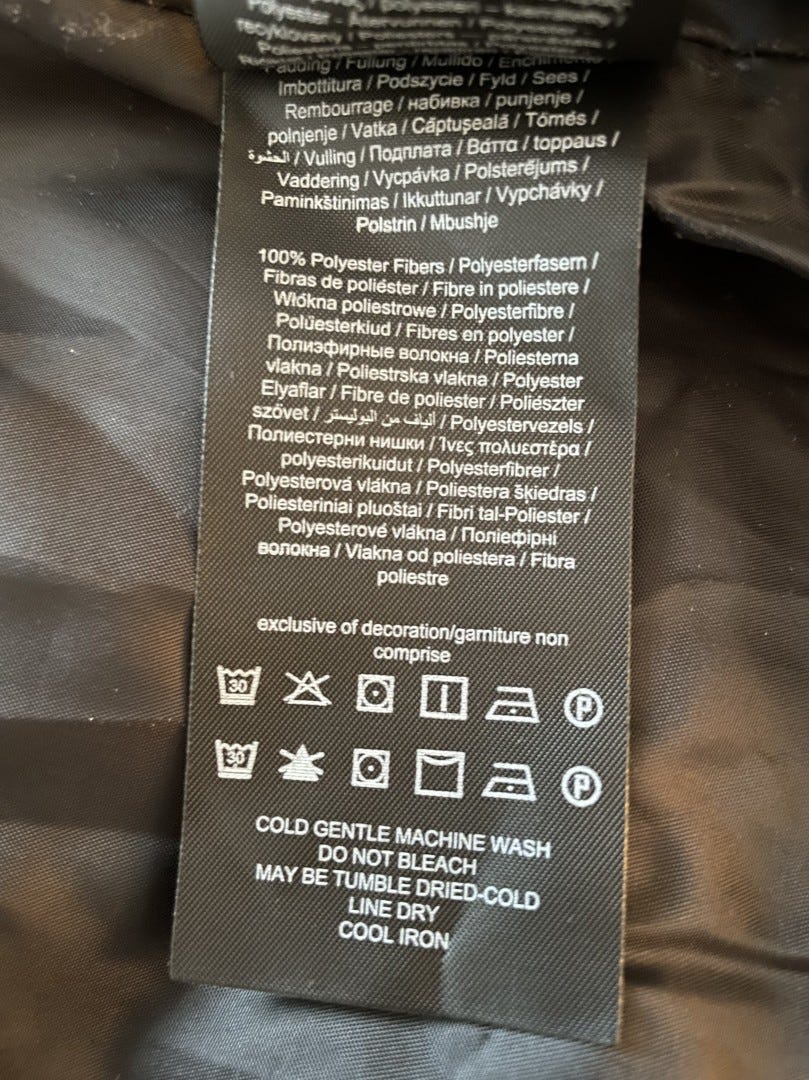 Polyester
recyklovaný
Padding / Füllung / Mullido / Enchimento
Imbottitura / Podszycie / Fyld / Sees /
Rembourrage / набивка / punjenje /
polnjenje / Vatka / Căptușeală / Tömés /
الحشوة / Vulling / Подплата / Βάττα / toppaus /
Vaddering / Vycpávka / Polsterējums /
Paminkštinimas / Ikkuttunar / Vypchávky /
Polstrin / Mbushje
100% Polyester Fibers / Polyesterfasern /
Fibras de poliéster / Fibre in poliestere /
Włókna poliestrowe / Polyesterfibre /
Polüesterkiud / Fibres en polyester /
Полиэфирные волокна / Poliesterna
vlakna / Poliestrska vlakna / Polyester
Elyaflar / Fibre de poliester / Poliészter
szövet / ألياف من البوليستر / Polyestervezels /
Полиестерни нишки / Ίνες πολυεστέρα /
polyesterikuidut / Polyesterfibrer /
Polyesterová vlákna / Poliestera šķiedras /
Poliesteriniai pluoštai / Fibri tal-Poliester /
Polyesterové vlákna / Поліефірні
волокна / Vlakna od poliestera / Fibra
poliestre
exclusive of decoration/garniture non
comprise
30 P
30 P
COLD GENTLE MACHINE WASH
DO NOT BLEACH
MAY BE TUMBLE DRIED-COLD
LINE DRY
COOL IRON